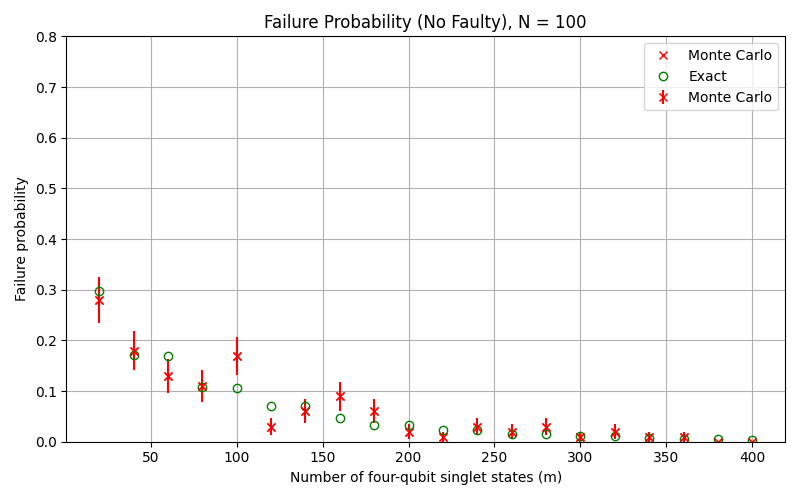 Failure Probability (No Faulty), N = 100
Monte Carlo
Exact
Monte Carlo
Failure probability
0.8
0.7
0.6
0.5
0.4
0.3
0.2
0.1
0.0
50 100 150 200 250 300 350 400
Number of four-qubit singlet states (m)